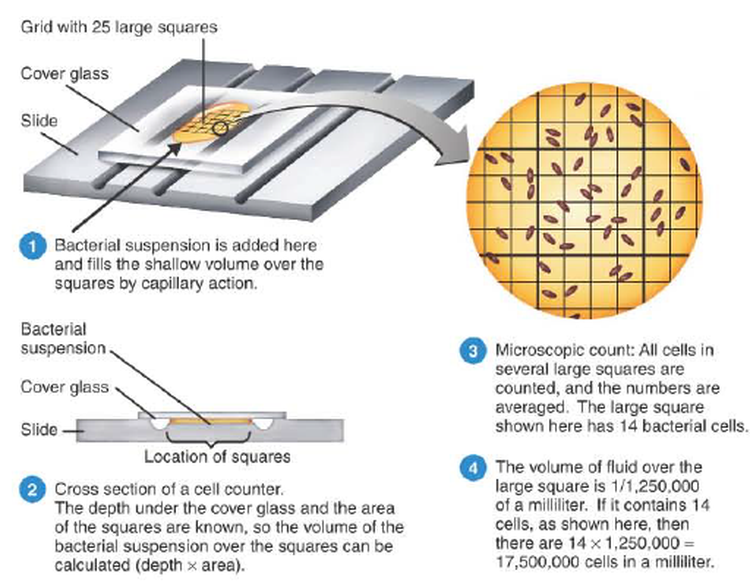 Grid with 25 large squares
Cover glass
Slide
1 Bacterial suspension is added here
and fills the shallow volume over the
squares by capillary action.
Bacterial
suspension
Cover glass
Slide
Location of squares
2 Cross section of a cell counter.
The depth under the cover glass and the area
of the squares are known, so the volume of the
bacterial suspension over the squares can be
calculated (depth × area).
3 Microscopic count: All cells in
several large squares are
counted, and the numbers are
averaged. The large square
shown here has 14 bacterial cells.
4 The volume of fluid over the
large square is 1/1,250,000
of a milliliter. If it contains 14
cells, as shown here, then
there are 14 × 1,250,000 =
17,500,000 cells in a milliliter.